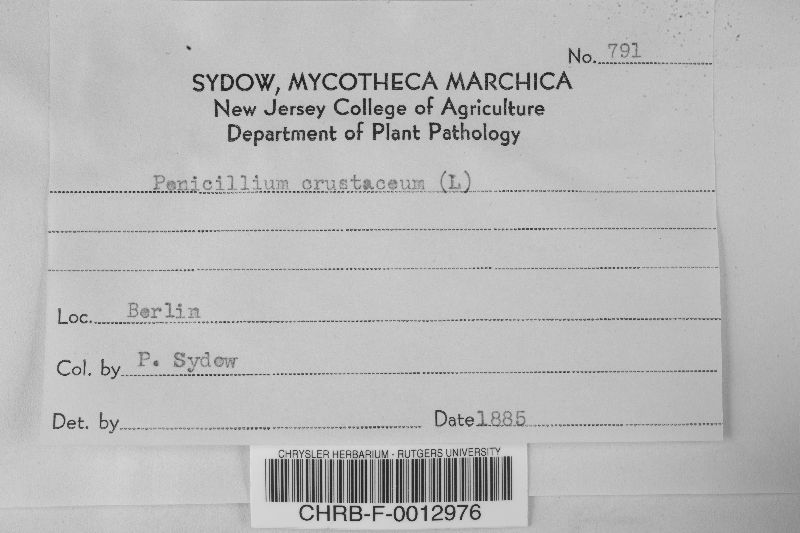 No. 791
SYDOW, MYCOTHECA MARCHICA
New Jersey College of Agriculture
Department of Plant Pathology
Penicillium crustaceum (L)
Loc. Berlin
Col. by P. Sydow
Det. by Date 1885
CHRYSLER HERBARIUM - RUTGERS UNIVERSITY
CHRB-F-0012976